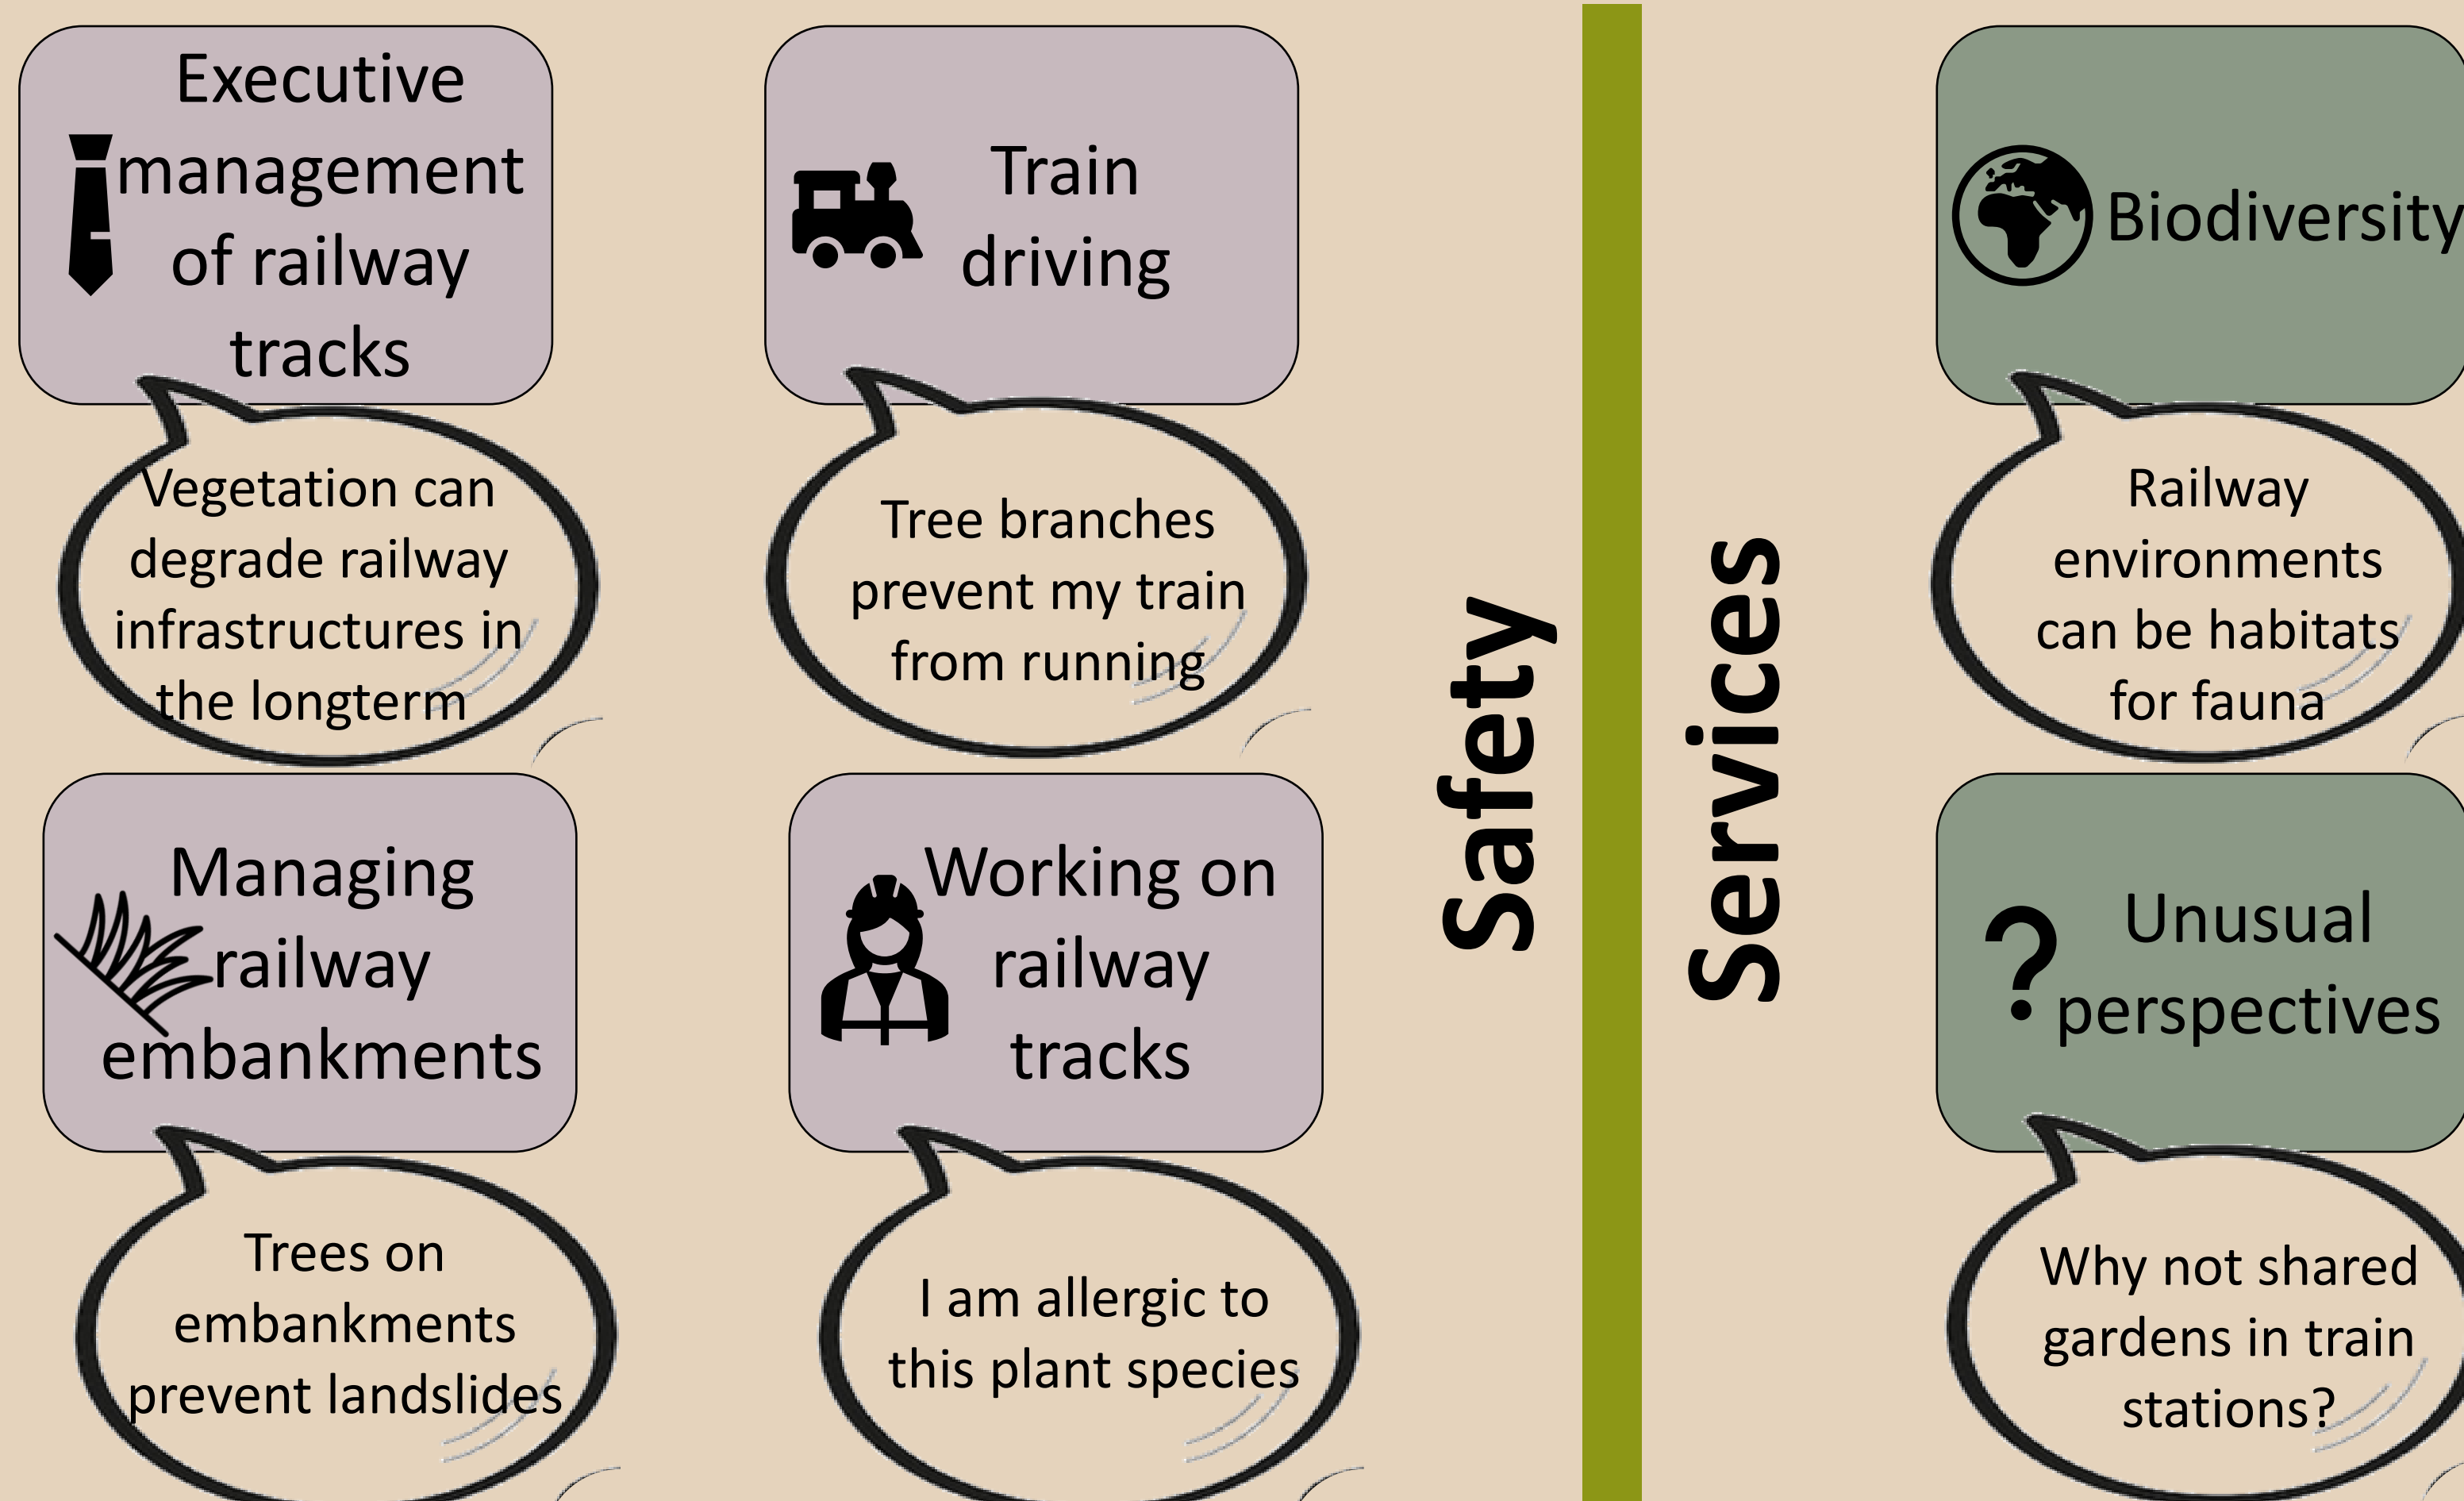 Executive
management
of railway
tracks
Vegetation can
degrade railway
infrastructures in
the longterm
Train
driving
Tree branches
prevent my train
from running
Managing
railway
embankments
Trees on
embankments
prevent landslides
Working on
railway
tracks
I am allergic to
this plant species
Safety
Services
Biodiversity
Railway
environments
can be habitats
for fauna
Unusual
perspectives
Why not shared
gardens in train
stations?